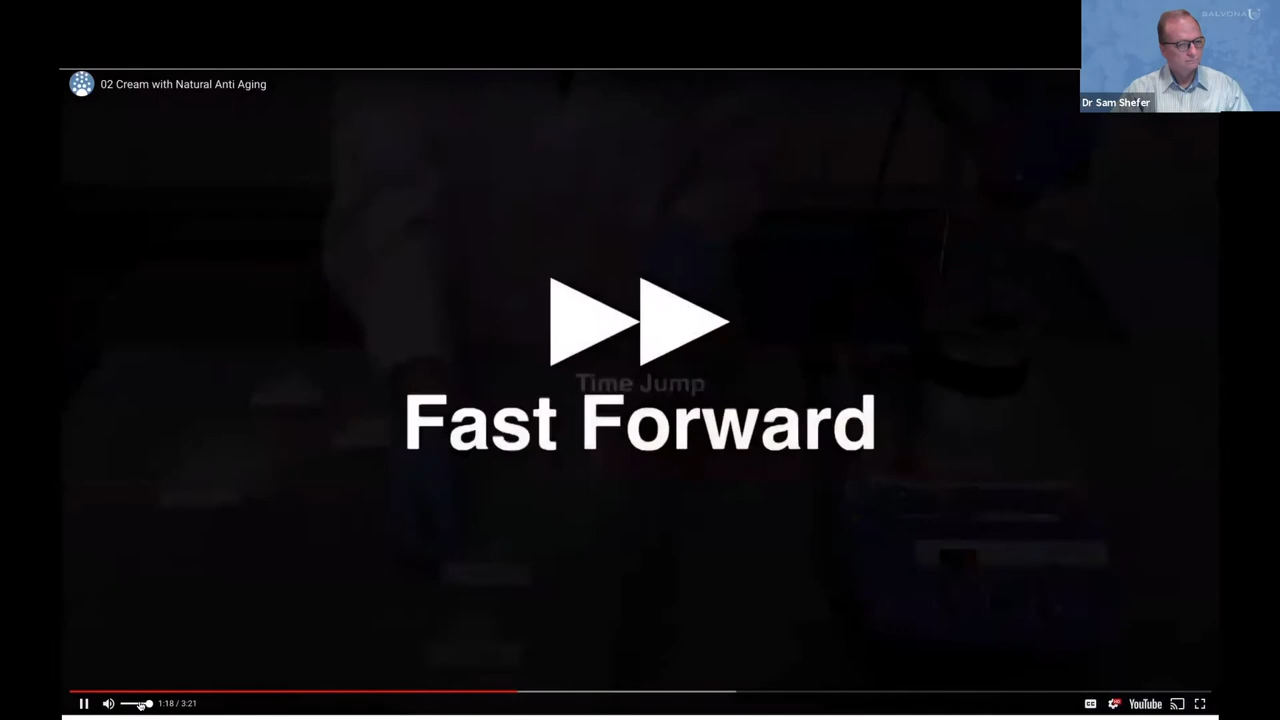 SALVONA
Dr Sam Shefer
02 Cream with Natural Anti Aging
Time Jump
Fast Forward
1:18 / 3:21
CC
YouTube